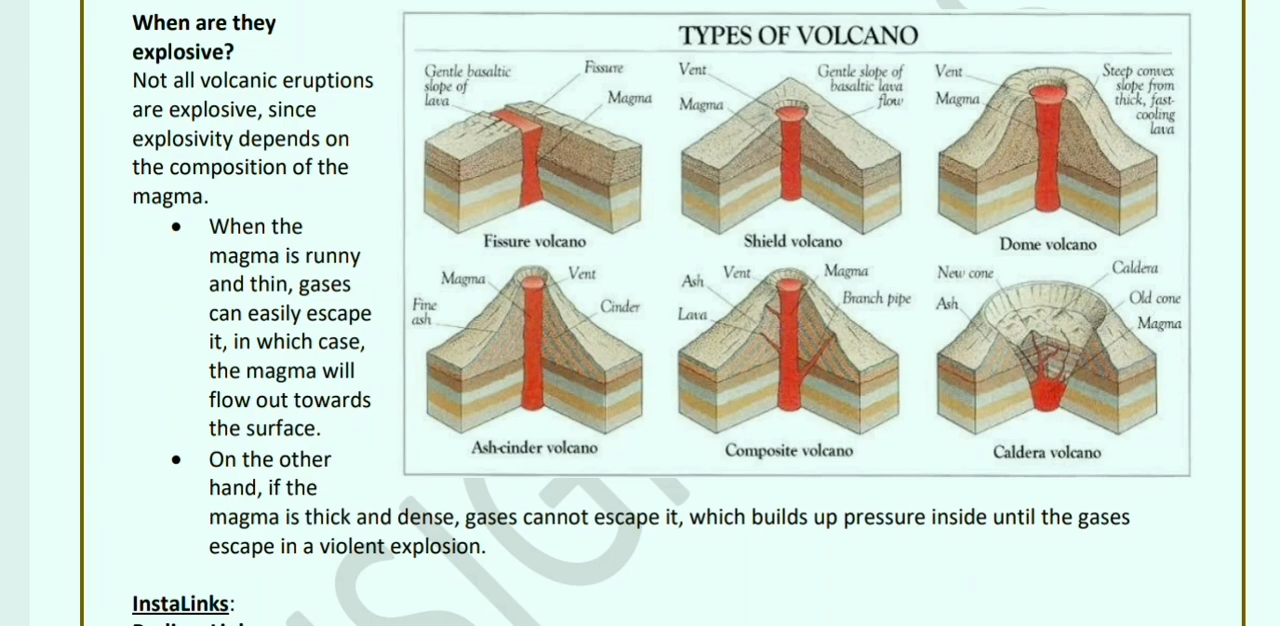 When are they
explosive?
Not all volcanic eruptions
are explosive, since
explosivity depends on
the composition of the
magma.
• When the
magma is runny
and thin, gases
can easily escape
it, in which case,
the magma will
flow out towards
the surface.
• On the other
hand, if the
magma is thick and dense, gases cannot escape it, which builds up pressure inside until the gases
escape in a violent explosion.
TYPES OF VOLCANO
Gentle basaltic
slope of
lava
Fissure
Magma
Fissure volcano
Vent
Magma
Gentle slope of
basaltic lava
flow
Shield volcano
Vent
Magma
Steep convex
slope from
thick, fast-
cooling
lava
Dome volcano
Magma
Vent
Fine
ash
Cinder
Ash-cinder volcano
Ash
Vent
Magma
Lava
Branch pipe
Composite volcano
New cone
Caldera
Ash
Old cone
Magma
Caldera volcano
InstaLinks: